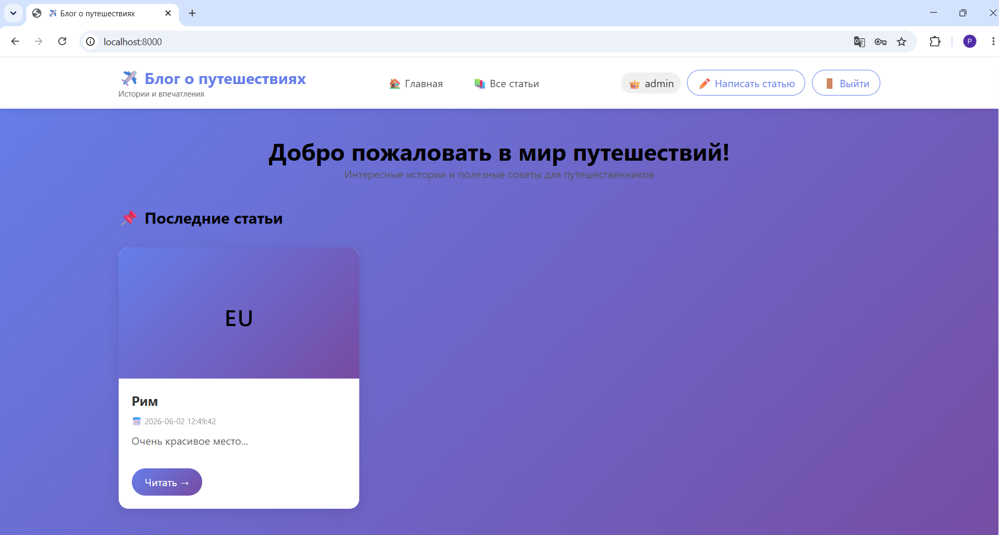 ✈️ Блог о путешествиях
localhost:8000
P
✈️ Блог о путешествиях
Истории и впечатления
🏠 Главная
📚 Все статьи
👑 admin
✏️ Написать статью
🚪 Выйти
Добро пожаловать в мир путешествий!
Интересные истории и полезные советы для путешественников
📌 Последние статьи
EU
Рим
📅 2026-06-02 12:49:42
Очень красивое место...
Читать →